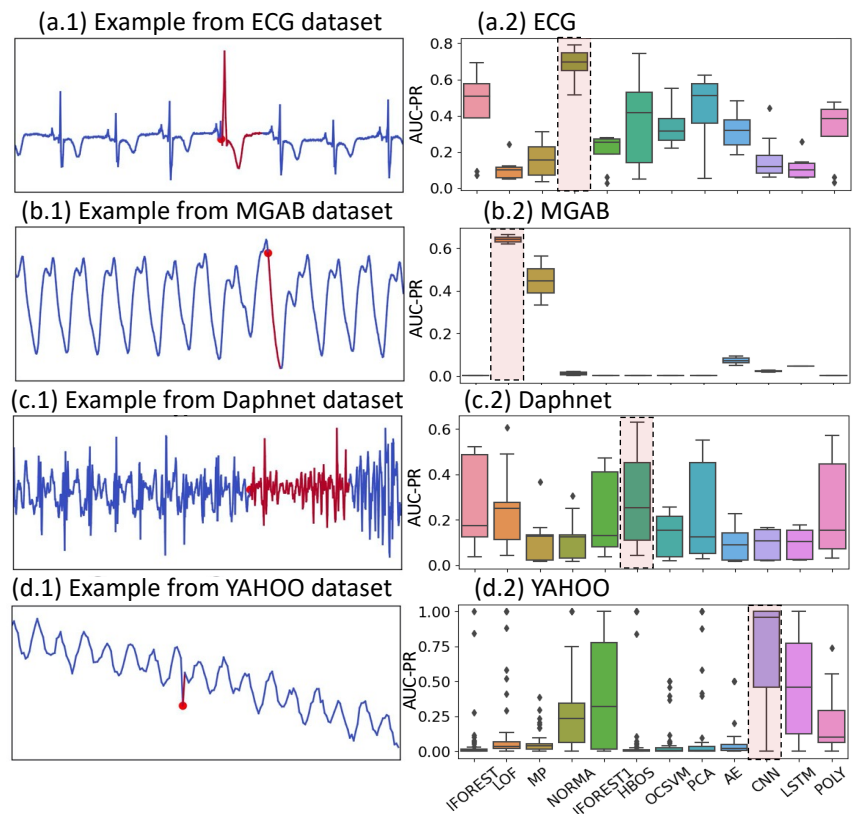 (a.1) Example from ECG dataset
(a.2) ECG
AUC-PR
0.8
0.6
0.4
0.2
0.0
(b.1) Example from MGAB dataset
(b.2) MGAB
AUC-PR
0.6
0.4
0.2
0.0
(c.1) Example from Daphnet dataset
(c.2) Daphnet
AUC-PR
0.6
0.4
0.2
0.0
(d.1) Example from YAHOO dataset
(d.2) YAHOO
AUC-PR
1.00
0.75
0.50
0.25
0.00
IFOREST
LOF
MP
NORMA
IFOREST1
HBOS
OCSVM
PCA
AE
CNN
LSTM
POLY